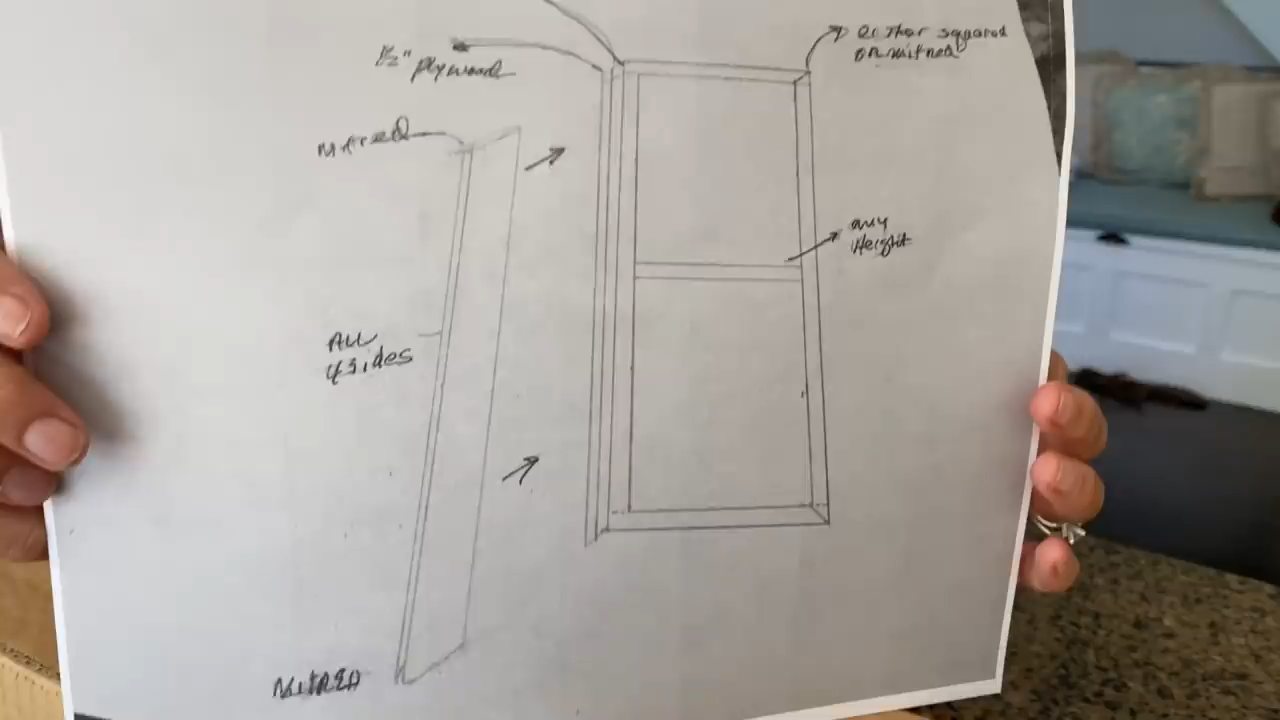 either squared
or mitred
1/2" plywood
Mitred
any
Height
ALL
4 sides
MITRED